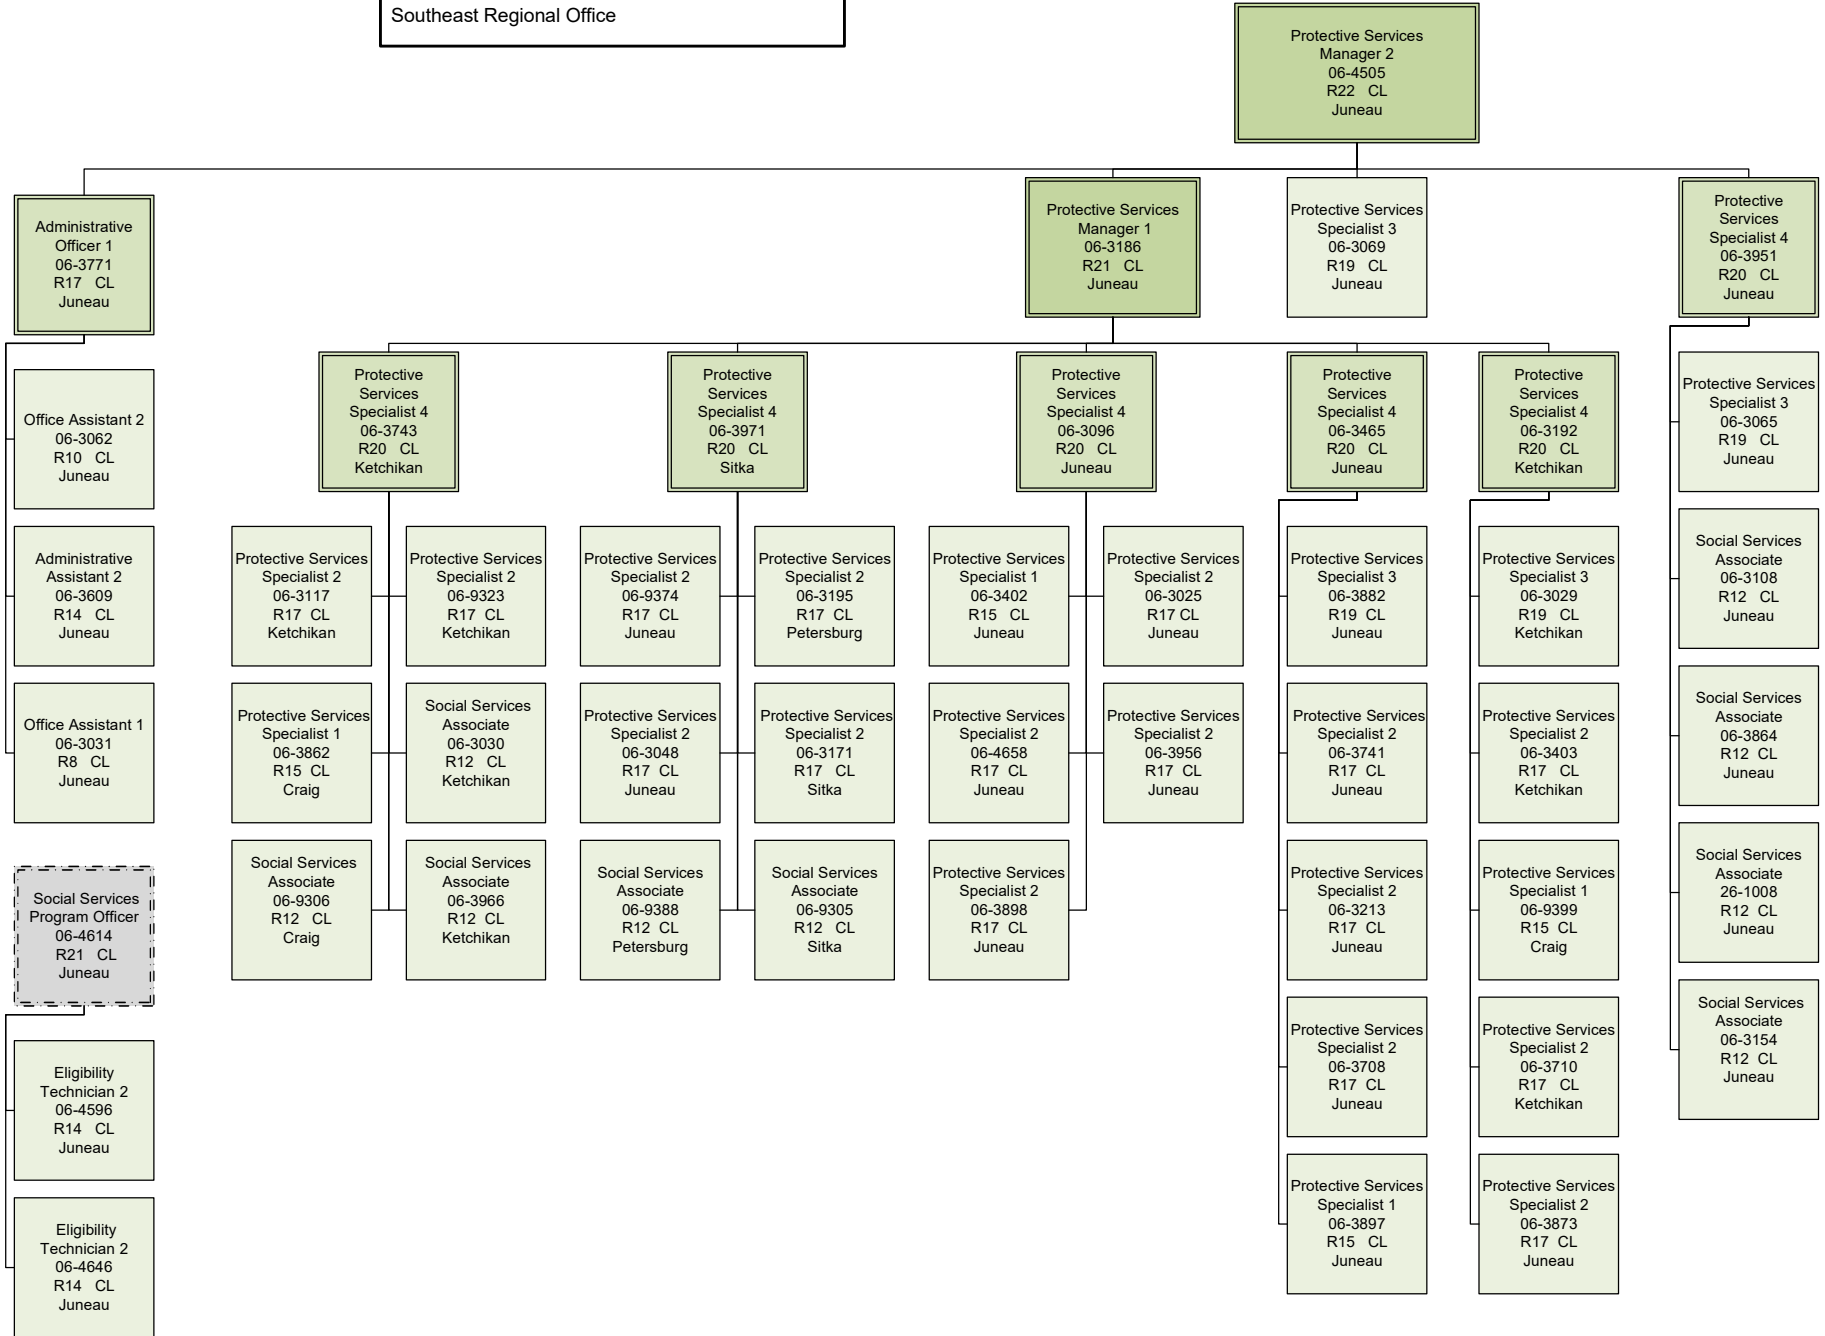 Southeast Regional Office
Protective Services
Manager 2
06-4505
R22 CL
Juneau
Administrative
Officer 1
06-3771
R17 CL
Juneau
Protective Services
Manager 1
06-3186
R21 CL
Juneau
Protective Services
Specialist 3
06-3069
R19 CL
Juneau
Protective
Services
Specialist 4
06-3951
R20 CL
Juneau
Office Assistant 2
06-3062
R10 CL
Juneau
Administrative
Assistant 2
06-3609
R14 CL
Juneau
Office Assistant 1
06-3031
R8 CL
Juneau
Social Services
Program Officer
06-4614
R21 CL
Juneau
Eligibility
Technician 2
06-4596
R14 CL
Juneau
Eligibility
Technician 2
06-4646
R14 CL
Juneau
Protective
Services
Specialist 4
06-3743
R20 CL
Ketchikan
Protective Services
Specialist 2
06-3117
R17 CL
Ketchikan
Protective Services
Specialist 2
06-9323
R17 CL
Ketchikan
Protective Services
Specialist 1
06-3862
R15 CL
Craig
Social Services
Associate
06-3030
R12 CL
Ketchikan
Social Services
Associate
06-9306
R12 CL
Craig
Social Services
Associate
06-3966
R12 CL
Ketchikan
Protective
Services
Specialist 4
06-3971
R20 CL
Sitka
Protective Services
Specialist 2
06-9374
R17 CL
Juneau
Protective Services
Specialist 2
06-3195
R17 CL
Petersburg
Protective Services
Specialist 2
06-3048
R17 CL
Juneau
Protective Services
Specialist 2
06-3171
R17 CL
Sitka
Social Services
Associate
06-9388
R12 CL
Petersburg
Social Services
Associate
06-9305
R12 CL
Sitka
Protective
Services
Specialist 4
06-3096
R20 CL
Juneau
Protective Services
Specialist 1
06-3402
R15 CL
Juneau
Protective Services
Specialist 2
06-3025
R17 CL
Juneau
Protective Services
Specialist 2
06-4658
R17 CL
Juneau
Protective Services
Specialist 2
06-3956
R17 CL
Juneau
Protective Services
Specialist 2
06-3898
R17 CL
Juneau
Protective
Services
Specialist 4
06-3465
R20 CL
Juneau
Protective Services
Specialist 3
06-3882
R19 CL
Juneau
Protective Services
Specialist 2
06-3741
R17 CL
Juneau
Protective Services
Specialist 2
06-3213
R17 CL
Juneau
Protective Services
Specialist 2
06-3708
R17 CL
Juneau
Protective Services
Specialist 1
06-3897
R15 CL
Juneau
Protective
Services
Specialist 4
06-3192
R20 CL
Ketchikan
Protective Services
Specialist 3
06-3029
R19 CL
Ketchikan
Protective Services
Specialist 2
06-3403
R17 CL
Ketchikan
Protective Services
Specialist 1
06-9399
R15 CL
Craig
Protective Services
Specialist 2
06-3710
R17 CL
Ketchikan
Protective Services
Specialist 2
06-3873
R17 CL
Juneau
Protective Services
Specialist 3
06-3065
R19 CL
Juneau
Social Services
Associate
06-3108
R12 CL
Juneau
Social Services
Associate
06-3864
R12 CL
Juneau
Social Services
Associate
26-1008
R12 CL
Juneau
Social Services
Associate
06-3154
R12 CL
Juneau